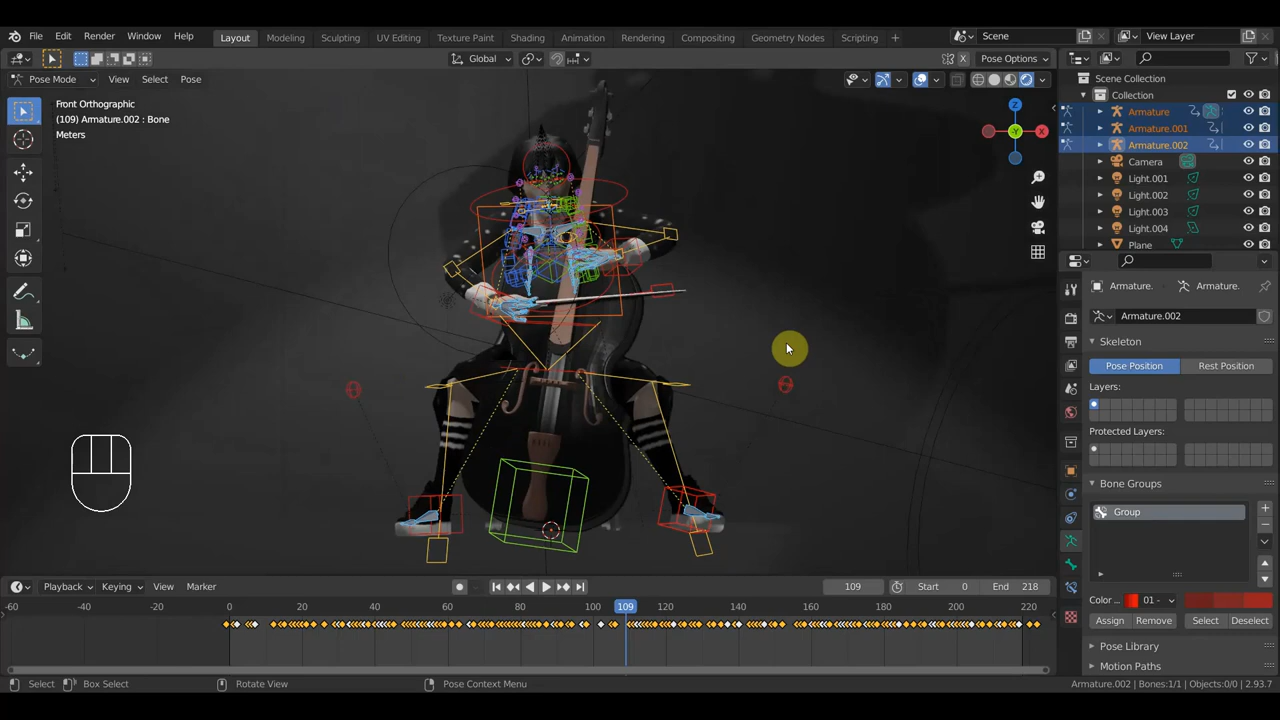 File Edit Render Window Help Layout Modeling Sculpting UV Editing Texture Paint Shading Animation Rendering Compositing Geometry Nodes Scripting + Scene View Layer
Global X Pose Options
Pose Mode View Select Pose
Front Orthographic
(109) Armature.002 : Bone
Meters
Z
X
Y
Scene Collection
Collection
Armature
Armature.001
Armature.002
Camera
Light.001
Light.002
Light.003
Light.004
Plane
Armature. Armature.
Armature.002
Skeleton
Pose Position Rest Position
Layers:
Protected Layers:
Bone Groups
Group
Color ... 01 -
Assign Remove Select Deselect
Pose Library
Motion Paths
Playback Keying View Marker 109 Start 0 End 218
-60 -40 -20 0 20 40 60 80 100 109 120 140 160 180 200 220
Select Box Select Rotate View Pose Context Menu Armature.002 | Bones:1/1 | Objects:0/0 | 2.93.7